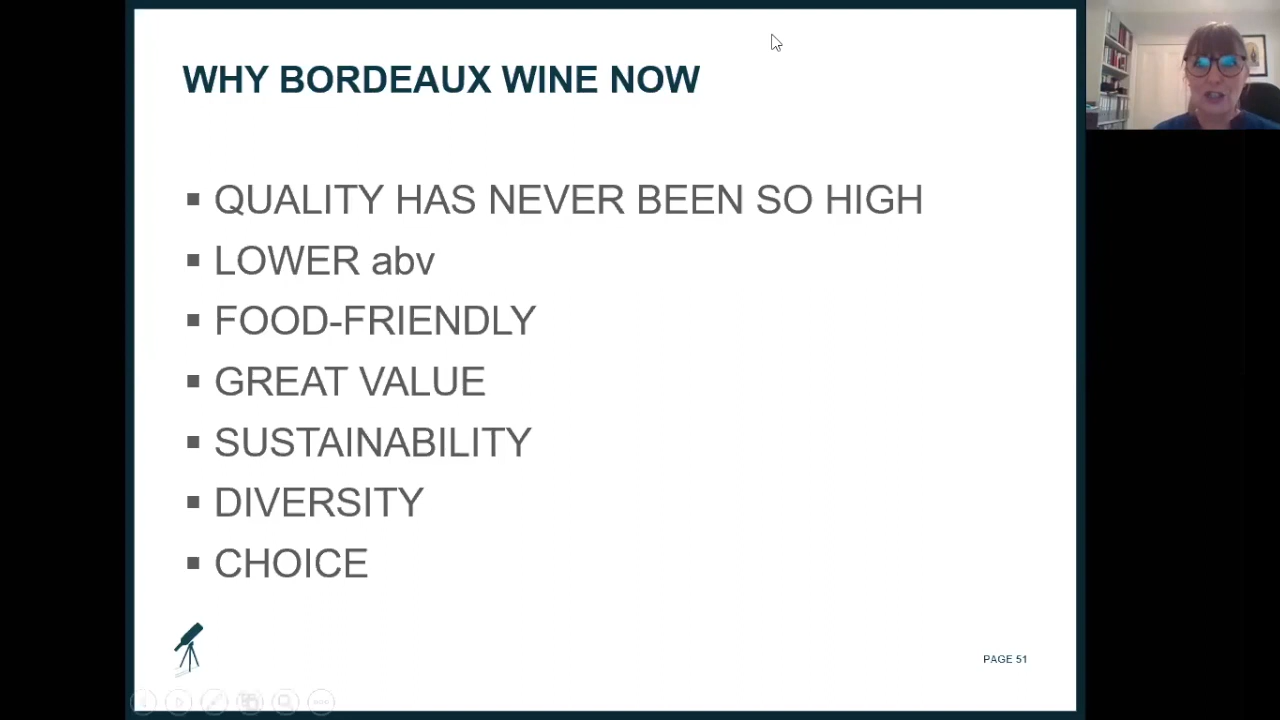 WHY BORDEAUX WINE NOW
▪ QUALITY HAS NEVER BEEN SO HIGH
▪ LOWER abv
▪ FOOD-FRIENDLY
▪ GREAT VALUE
▪ SUSTAINABILITY
▪ DIVERSITY
▪ CHOICE
PAGE 51